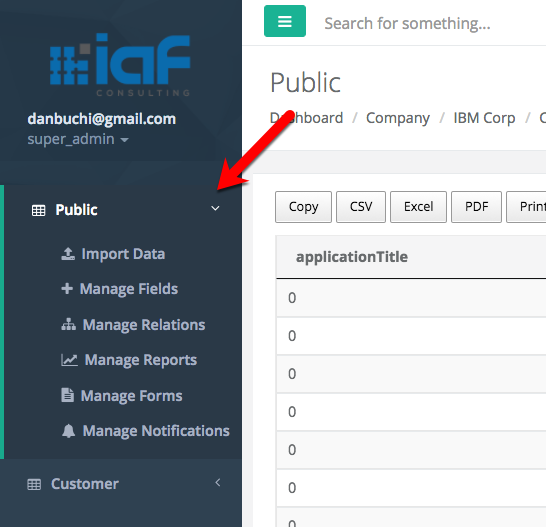 iaf
CONSULTING
danbuchi@gmail.com
super_admin
Public
Import Data
Manage Fields
Manage Relations
Manage Reports
Manage Forms
Manage Notifications
Customer
Search for something...
Public
Dashboard / Company / IBM Corp / C
Copy CSV Excel PDF Print
applicationTitle
0
0
0
0
0
0
0